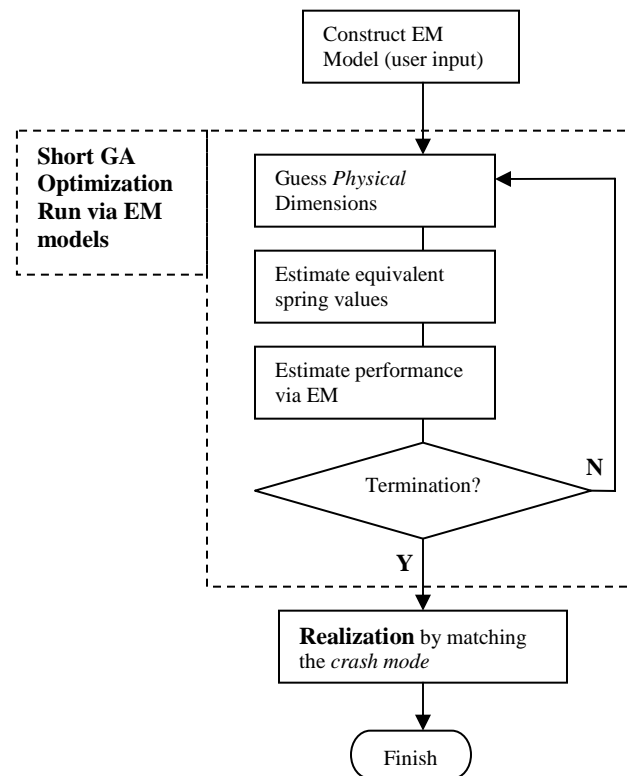 Construct EM
Model (user input)
Short GA
Optimization
Run via EM
models
Guess Physical
Dimensions
Estimate equivalent
spring values
Estimate performance
via EM
Termination?
N
Y
Realization by matching
the crash mode
Finish